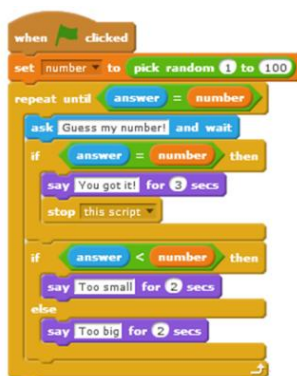 when clicked
set number to pick random 1 to 100
repeat until answer = number
ask Guess my number! and wait
if answer = number then
say You got it! for 3 secs
stop this script
if answer < number then
say Too small for 2 secs
else
say Too big for 2 secs